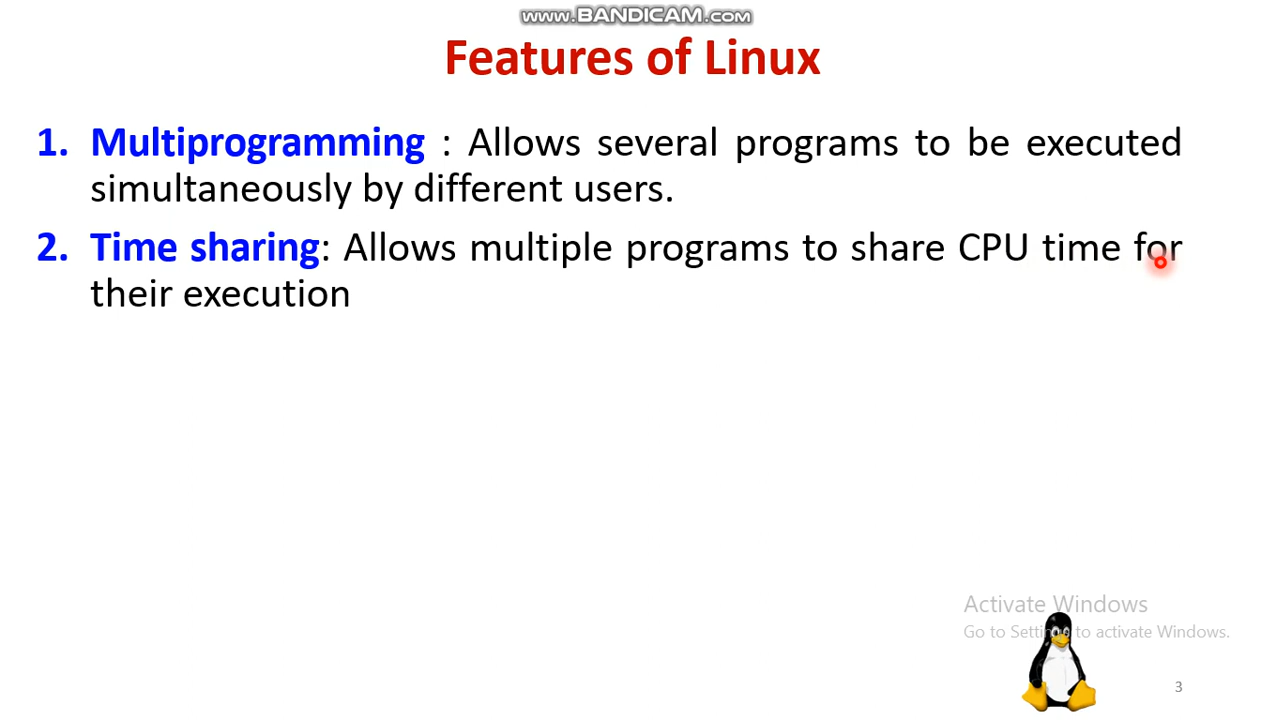 www.BANDICAM.com
Features of Linux
1. Multiprogramming : Allows several programs to be executed
simultaneously by different users.
2. Time sharing: Allows multiple programs to share CPU time for
their execution
Activate Windows
Go to Settings to activate Windows.
3